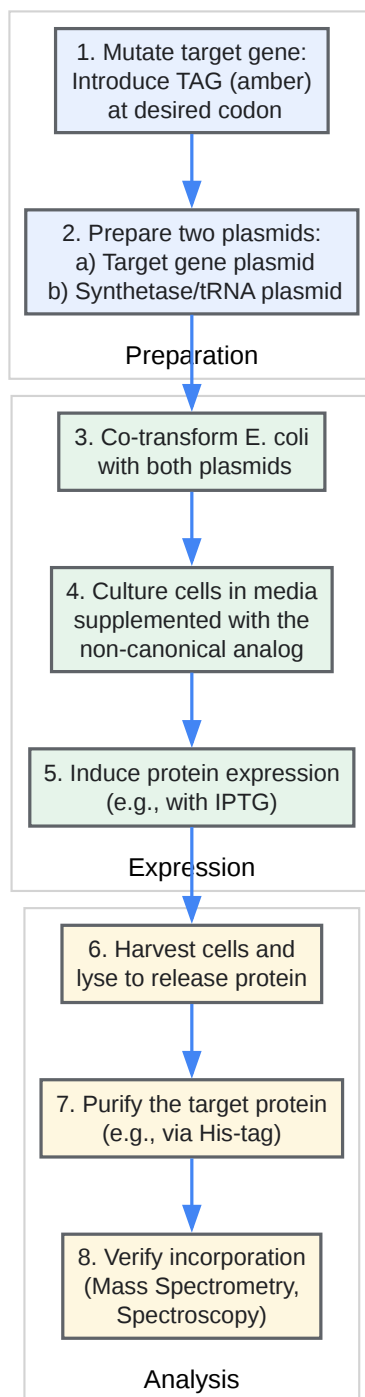 1. Mutate target gene:
Introduce TAG (amber)
at desired codon
2. Prepare two plasmids:
a) Target gene plasmid
b) Synthetase/tRNA plasmid
Preparation
3. Co-transform E. coli
with both plasmids
4. Culture cells in media
supplemented with the
non-canonical analog
5. Induce protein expression
(e.g., with IPTG)
Expression
6. Harvest cells and
lyse to release protein
7. Purify the target protein
(e.g., via His-tag)
8. Verify incorporation
(Mass Spectrometry,
Spectroscopy)
Analysis